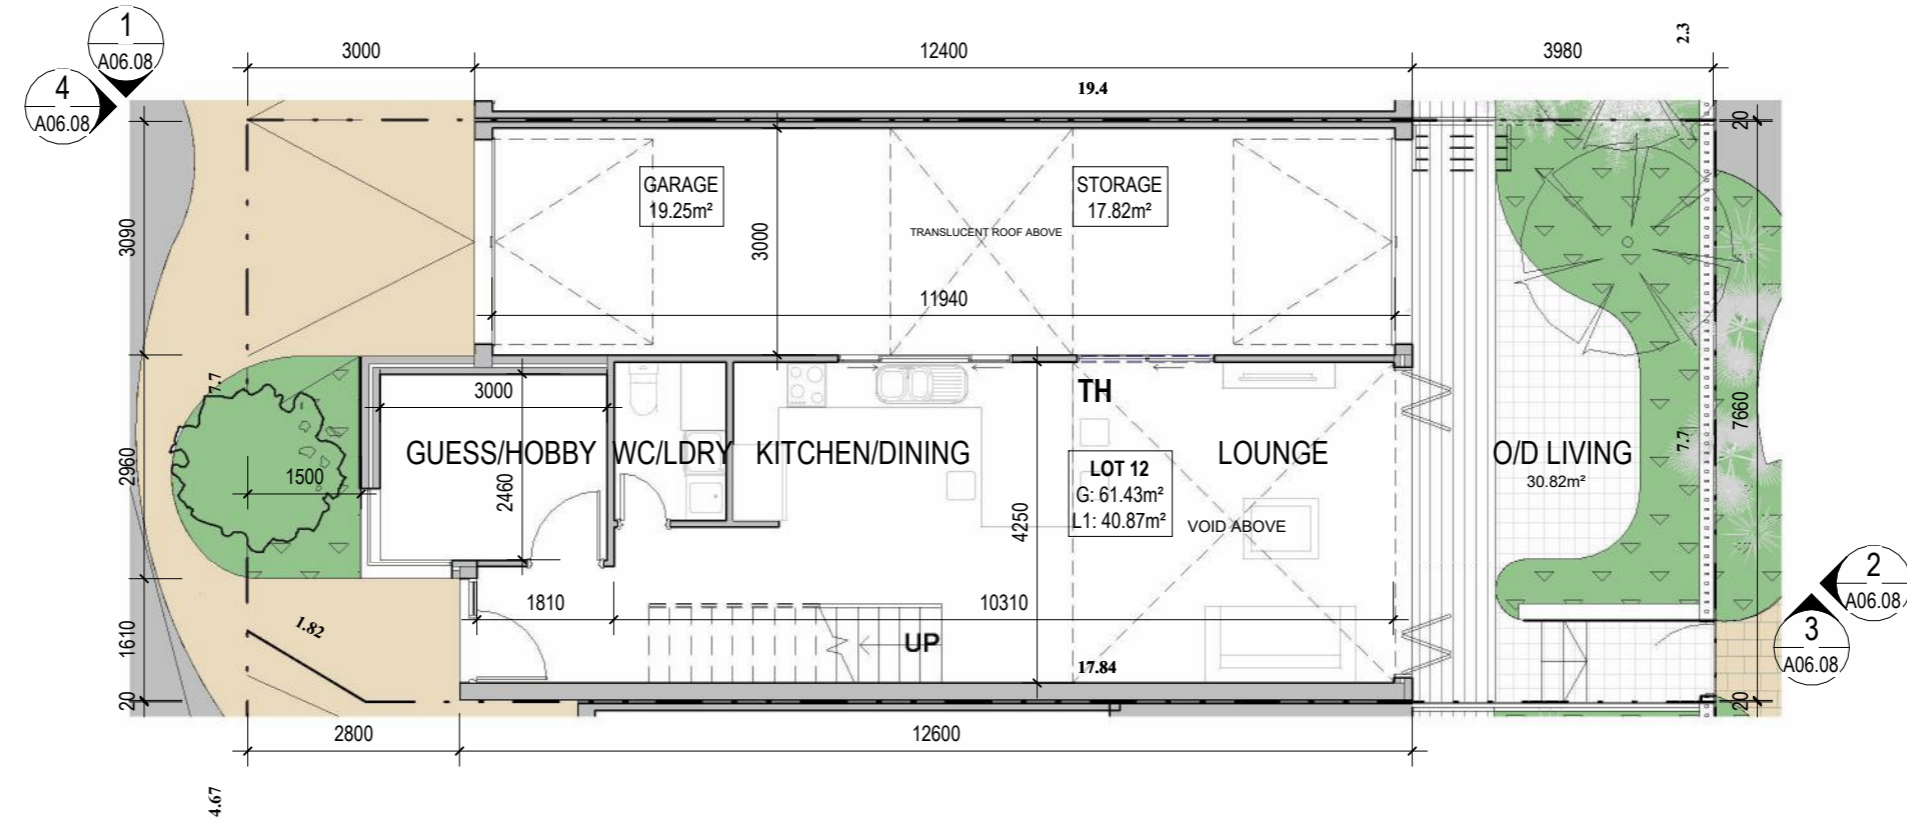 1
A06.08
4
A06.08
3000
12400
3980
2.3
19.4
20
GARAGE
19.25m²
STORAGE
17.82m²
TRANSLUCENT ROOF ABOVE
3090
3000
11940
7.7
3000
TH
7660
GUESS/HOBBY
WC/LDRY
KITCHEN/DINING
LOUNGE
O/D LIVING
30.82m²
7.7
2960
1500
2460
LOT 12
G: 61.43m²
L1: 40.87m²
4250
VOID ABOVE
2
A06.08
1810
10310
1.82
1610
UP
3
A06.08
17.84
20
20
2800
12600
4.67